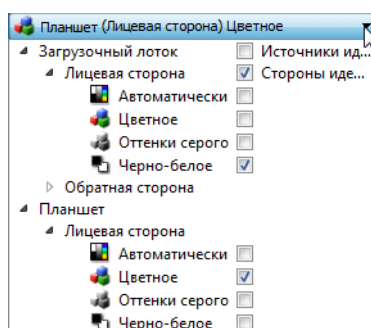 Планшет (Лицевая сторона) Цветное
Загрузочный лоток Источники ид...
Лицевая сторона Стороны иде...
Автоматически
Цветное
Оттенки серого
Черно-белое
Обратная сторона
Планшет
Лицевая сторона
Автоматически
Цветное
Оттенки серого
Черно-белое